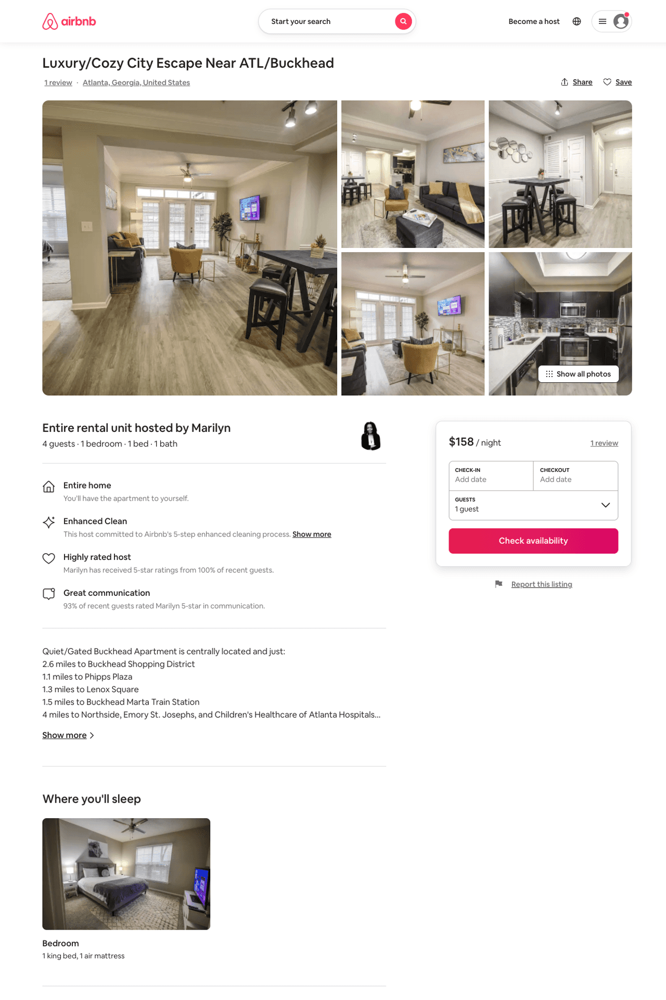 airbnb
Start your search
Become a host
Luxury/Cozy City Escape Near ATL/Buckhead
1 review · Atlanta, Georgia, United States
Share
Save
Show all photos
Entire rental unit hosted by Marilyn
4 guests · 1 bedroom · 1 bed · 1 bath
Entire home
You'll have the apartment to yourself.
Enhanced Clean
This host committed to Airbnb's 5-step enhanced cleaning process. Show more
Highly rated host
Marilyn has received 5-star ratings from 100% of recent guests.
Great communication
93% of recent guests rated Marilyn 5-star in communication.
$158 / night
1 review
CHECK-IN
Add date
CHECKOUT
Add date
GUESTS
1 guest
Check availability
Report this listing
Quiet/Gated Buckhead Apartment is centrally located and just:
2.6 miles to Buckhead Shopping District
1.1 miles to Phipps Plaza
1.3 miles to Lenox Square
1.5 miles to Buckhead Marta Train Station
4 miles to Northside, Emory St. Josephs, and Children's Healthcare of Atlanta Hospitals...
Show more
Where you'll sleep
Bedroom
1 king bed, 1 air mattress